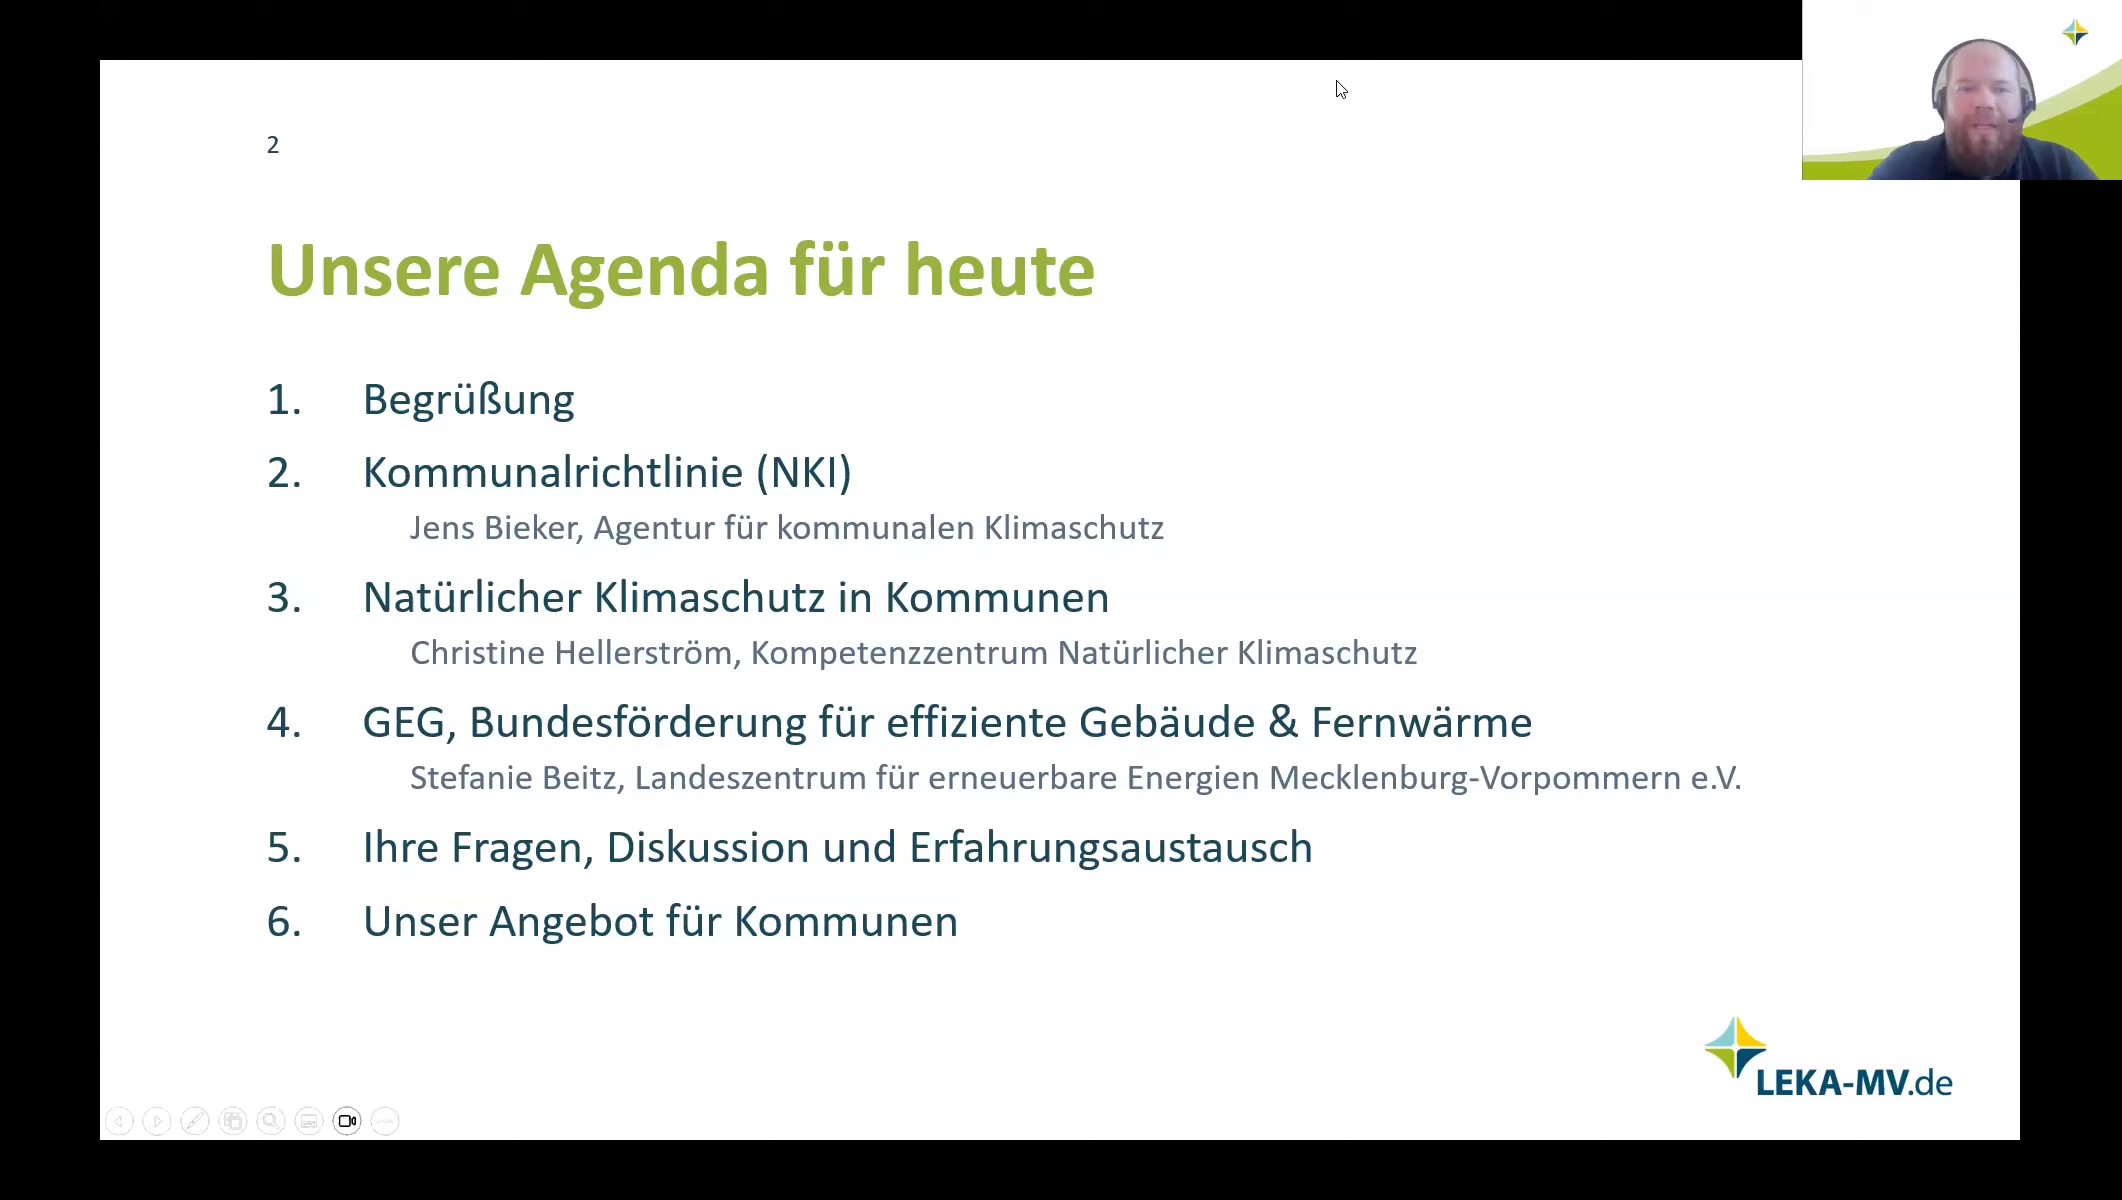 2
Unsere Agenda für heute
1. Begrüßung
2. Kommunalrichtlinie (NKI)
Jens Bieker, Agentur für kommunalen Klimaschutz
3. Natürlicher Klimaschutz in Kommunen
Christine Hellerström, Kompetenzzentrum Natürlicher Klimaschutz
4. GEG, Bundesförderung für effiziente Gebäude & Fernwärme
Stefanie Beitz, Landeszentrum für erneuerbare Energien Mecklenburg-Vorpommern e.V.
5. Ihre Fragen, Diskussion und Erfahrungsaustausch
6. Unser Angebot für Kommunen
LEKA-MV.de